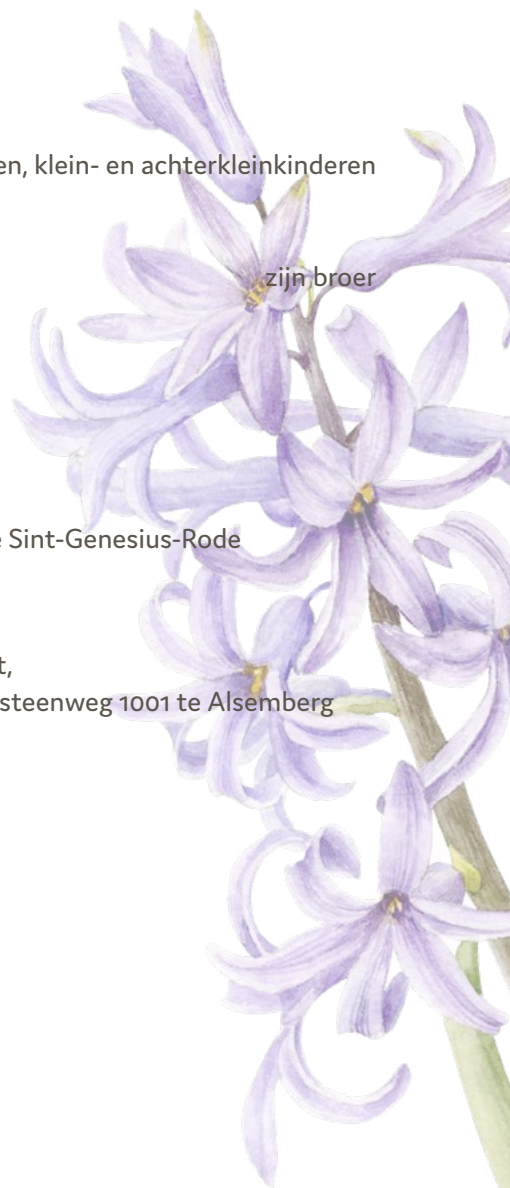 en, klein- en achterkleinkinderen
zijn broer
e Sint-Genesius-Rode
t,
steenweg 1001 te Alsemberg